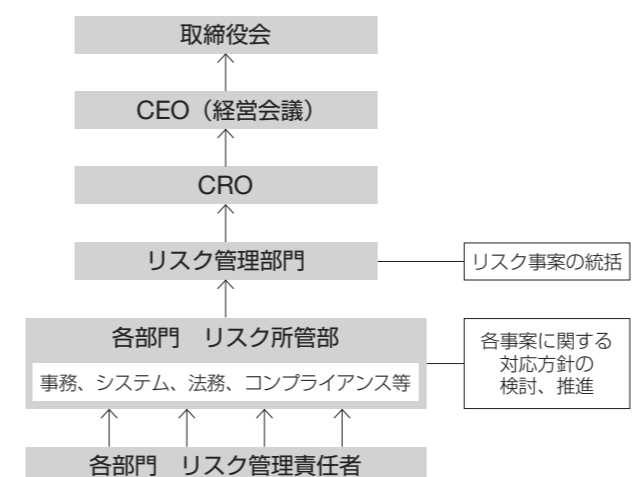 取締役会
CEO（経営会議）
CRO
リスク管理部門
リスク事案の統括
各部門　リスク所管部
事務、システム、法務、コンプライアンス等
各事案に関する
対応方針の
検討、推進
各部門　リスク管理責任者